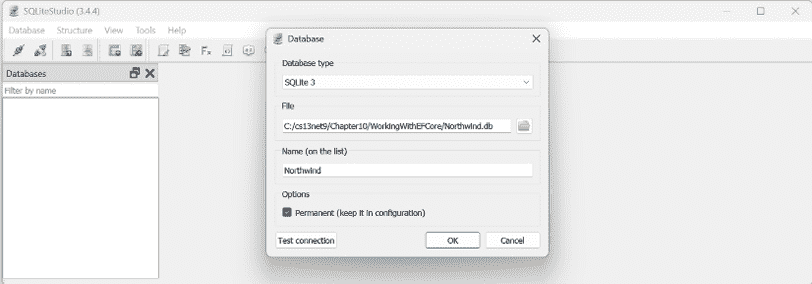 SQLiteStudio (3.4.4)
Database Structure View Tools Help
Databases
Filter by name
Database
Database type
SQLite 3
File
C:/cs13net9/Chapter10/WorkingWithEFCore/Northwind.db
Name (on the list)
Northwind
Options
Permanent (keep it in configuration)
Test connection OK Cancel